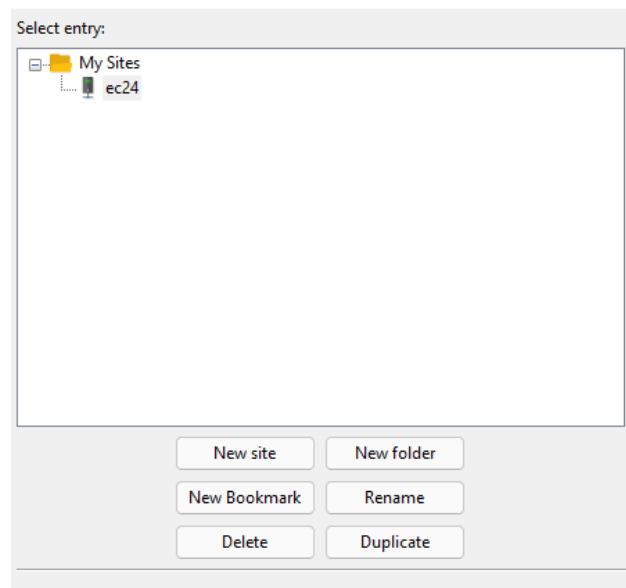 Select entry:
My Sites
ec24
New site
New folder
New Bookmark
Rename
Delete
Duplicate